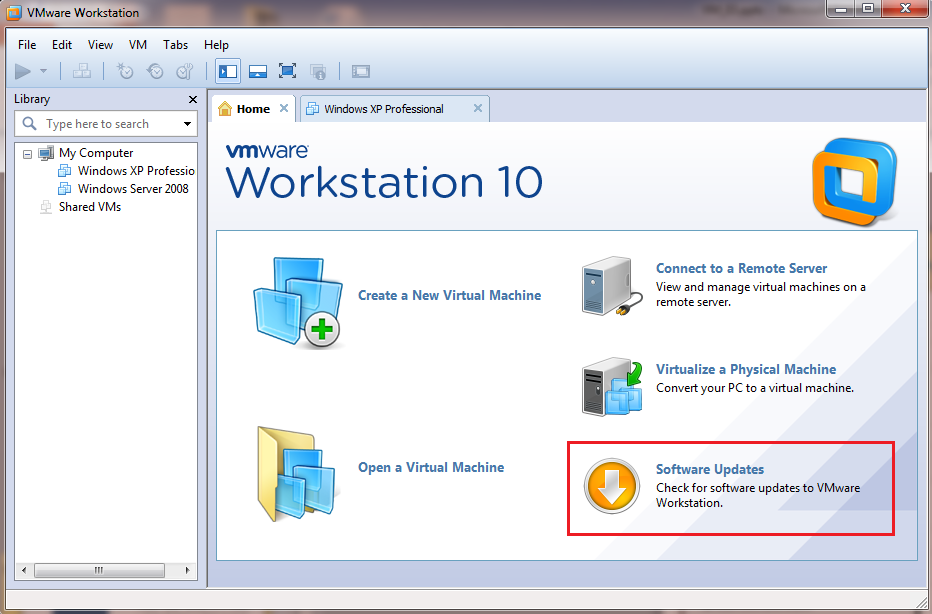 VMware Workstation
File Edit View VM Tabs Help
Library
Type here to search
My Computer
Windows XP Professio
Windows Server 2008
Shared VMs
Home
Windows XP Professional
vmware
Workstation 10
Create a New Virtual Machine
Open a Virtual Machine
Connect to a Remote Server
View and manage virtual machines on a
remote server.
Virtualize a Physical Machine
Convert your PC to a virtual machine.
Software Updates
Check for software updates to VMware
Workstation.